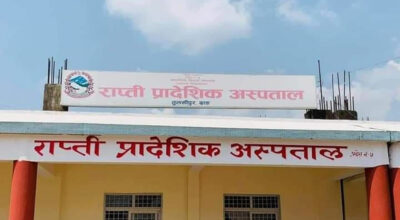 राप्ती प्रादेशिक अस्पताल
तुलसीपुर दाङ
राप्ती प्रादेशिक अस्पताल